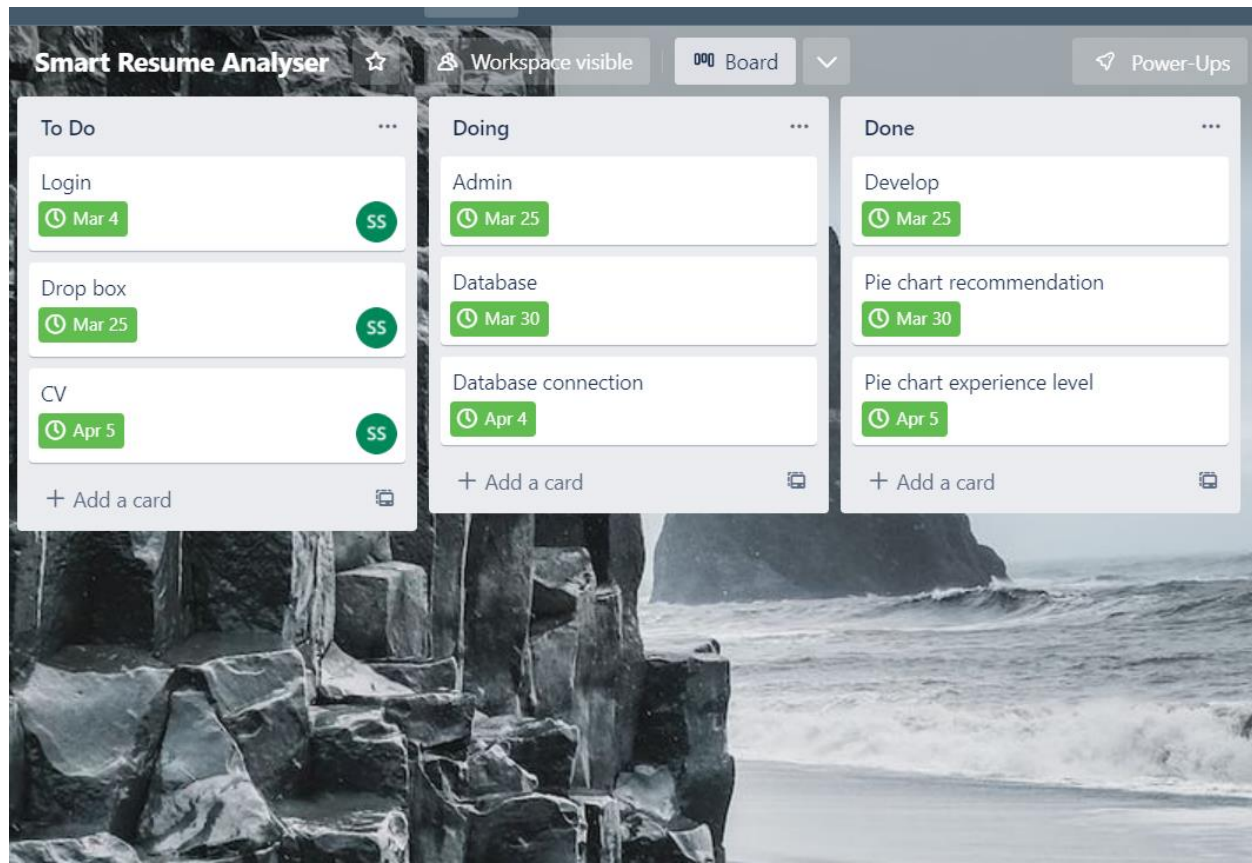 Smart Resume Analyser
Workspace visible
Board
Power-Ups
To Do
Login
Mar 4
SS
Drop box
Mar 25
SS
CV
Apr 5
SS
+ Add a card
Doing
Admin
Mar 25
Database
Mar 30
Database connection
Apr 4
+ Add a card
Done
Develop
Mar 25
Pie chart recommendation
Mar 30
Pie chart experience level
Apr 5
+ Add a card